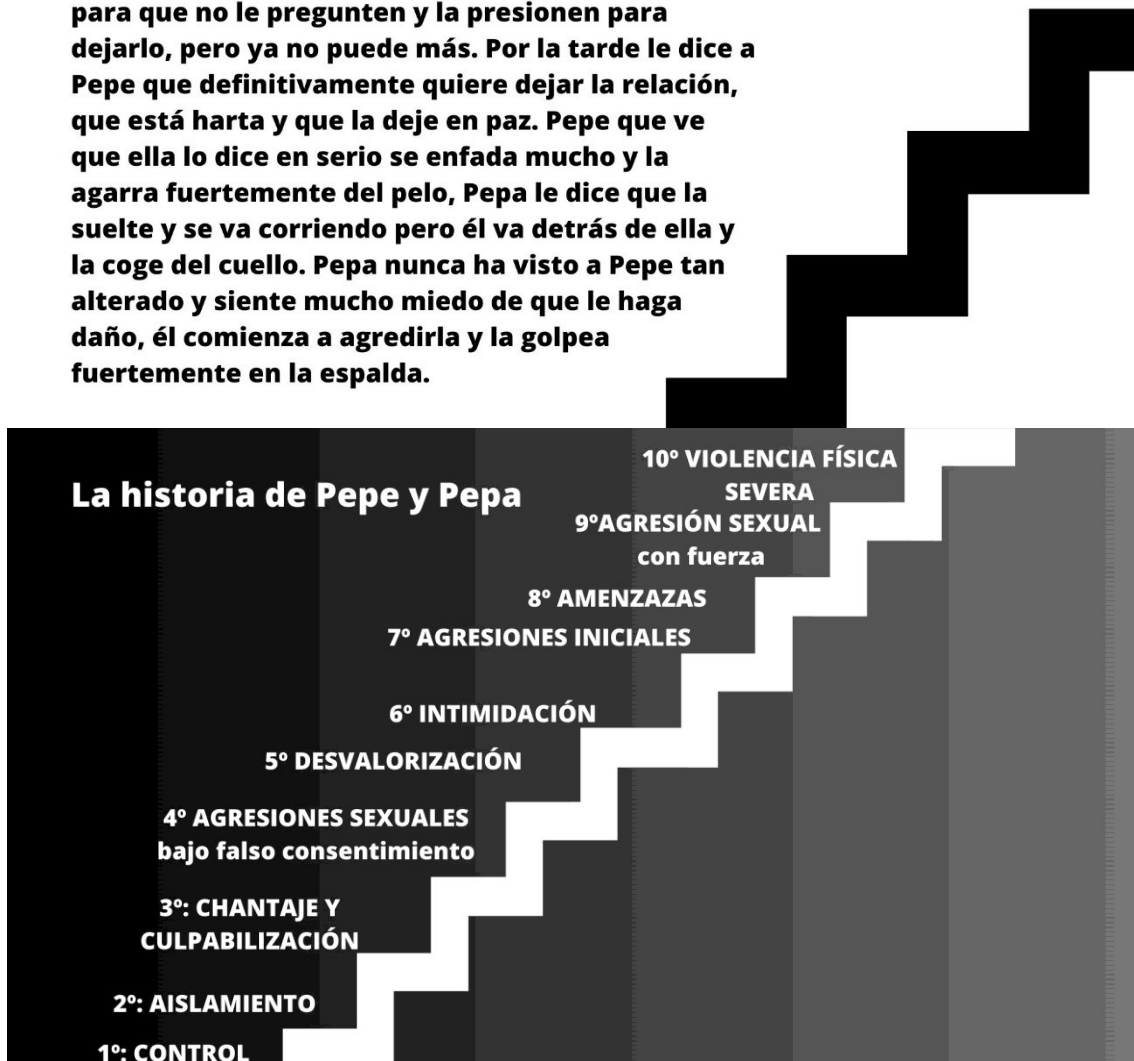 para que no le pregunten y la presionen para
dejarlo, pero ya no puede más. Por la tarde le dice a
Pepe que definitivamente quiere dejar la relación,
que está harta y que la deje en paz. Pepe que ve
que ella lo dice en serio se enfada mucho y la
agarra fuertemente del pelo, Pepa le dice que la
suelte y se va corriendo pero él va detrás de ella y
la coge del cuello. Pepa nunca ha visto a Pepe tan
alterado y siente mucho miedo de que le haga
daño, él comienza a agredirla y la golpea
fuertemente en la espalda.
La historia de Pepe y Pepa
10º VIOLENCIA FÍSICA
SEVERA
9ºAGRESIÓN SEXUAL
con fuerza
8º AMENZAZAS
7º AGRESIONES INICIALES
6º INTIMIDACIÓN
5º DESVALORIZACIÓN
4º AGRESIONES SEXUALES
bajo falso consentimiento
3º: CHANTAJE Y
CULPABILIZACIÓN
2º: AISLAMIENTO
1º: CONTROL